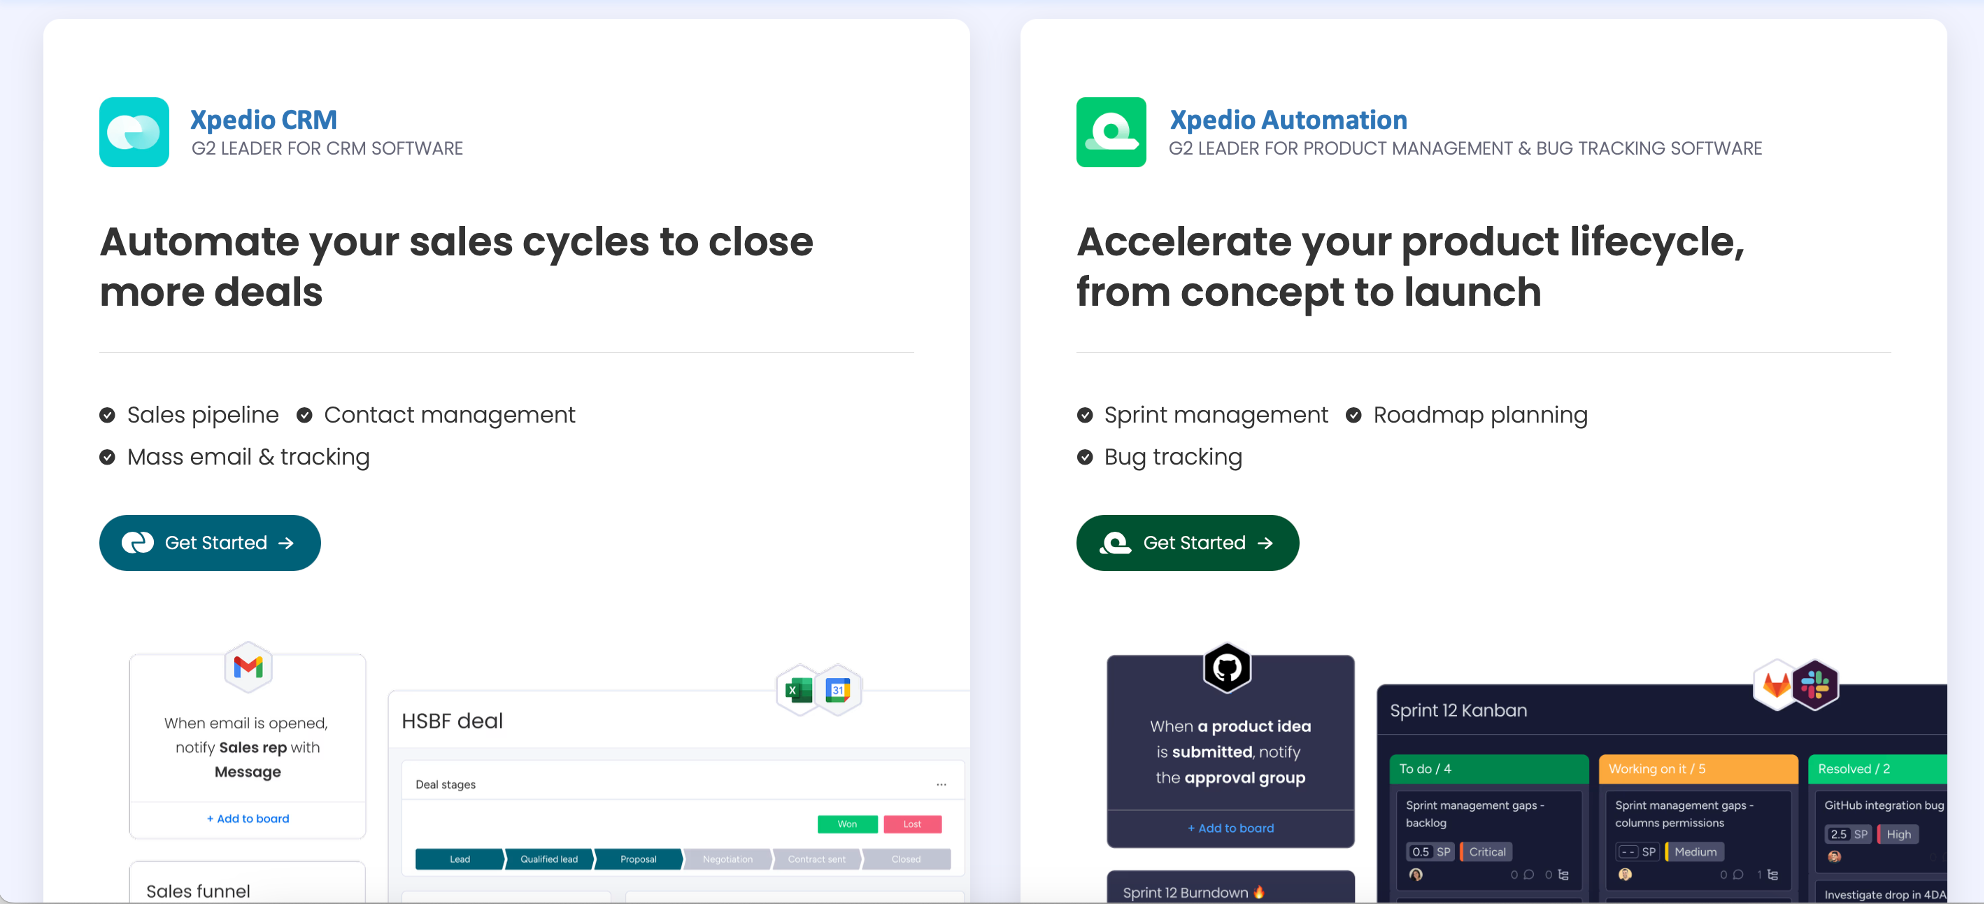 Xpedio CRM
G2 LEADER FOR CRM SOFTWARE
Automate your sales cycles to close
more deals
Sales pipeline Contact management
Mass email & tracking
Get Started →
When email is opened,
notify Sales rep with
Message
+ Add to board
Sales funnel
X 31
HSBF deal
Deal stages ...
Won Lost
Lead Qualified lead Proposal Negotiation Contract sent Closed
Xpedio Automation
G2 LEADER FOR PRODUCT MANAGEMENT & BUG TRACKING SOFTWARE
Accelerate your product lifecycle,
from concept to launch
Sprint management Roadmap planning
Bug tracking
Get Started →
When a product idea
is submitted, notify
the approval group
+ Add to board
Sprint 12 Burndown 🔥
Sprint 12 Kanban
To do / 4
Sprint management gaps -
backlog
0.5 SP Critical
0 0
Working on it / 5
Sprint management gaps -
columns permissions
-- SP Medium
0 1
Resolved / 2
GitHub integration bug
2.5 SP High
Investigate drop in 4DA